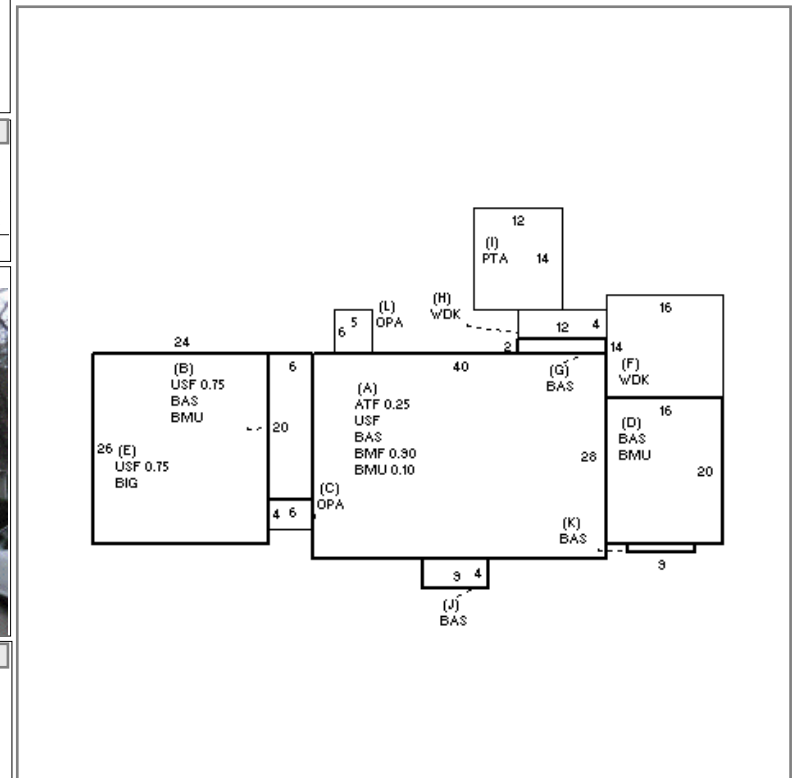 12
(I)
PTA 14
(L)
OPA
5
6
(H)
WDK
12 4
16
24
2
14
(B)
USF 0.75
BAS
BMU
6
40
(G)
BAS
(F)
WDK
(A)
ATF 0.25
USF
BAS
BMF 0.90
BMU 0.10
16
(D)
BAS
BMU
20
26 (E)
USF 0.75
BIG
20
28
(C)
OPA
4 6
(K)
BAS
9
9 4
(J)
BAS